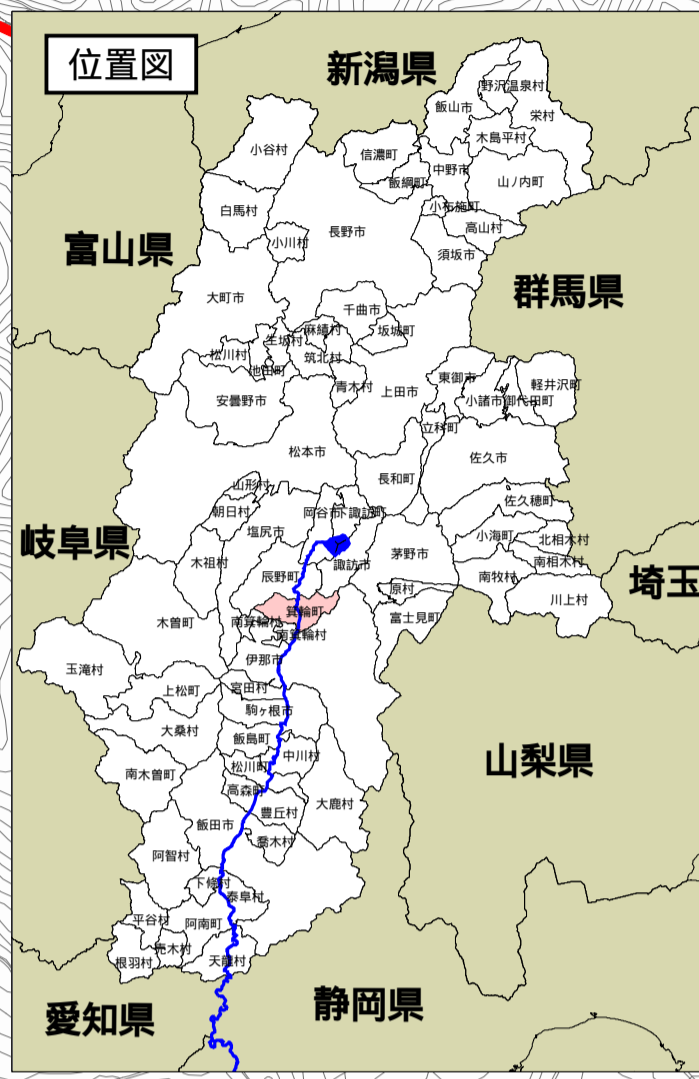 位置図
新潟県
野沢温泉村
飯山市
栄村
木島平村
小谷村
信濃町
飯綱町
中野市
山ノ内町
白馬村
小布施町
高山村
小川村
長野市
須坂市
富山県
群馬県
大町市
千曲市
麻績村
坂城町
生坂村
松川村
筑北村
池田町
青木村
上田市
東御市
軽井沢町
安曇野市
小諸市
御代田町
立科町
松本市
佐久市
長和町
山形村
佐久穂町
朝日村
岡谷市
下諏訪町
塩尻市
小海町
北相木村
岐阜県
茅野市
南相木村
木祖村
諏訪市
辰野町
南牧村
埼玉
原村
川上村
箕輪町
富士見町
南箕輪村
木曽町
南箕輪村
玉滝村
伊那市
上松町
宮田村
駒ヶ根市
大桑村
飯島町
中川村
山梨県
南木曽町
松川町
高森町
大鹿村
豊丘村
飯田市
喬木村
阿智村
下條村
泰阜村
平谷村
阿南町
売木村
根羽村
天龍村
愛知県
静岡県